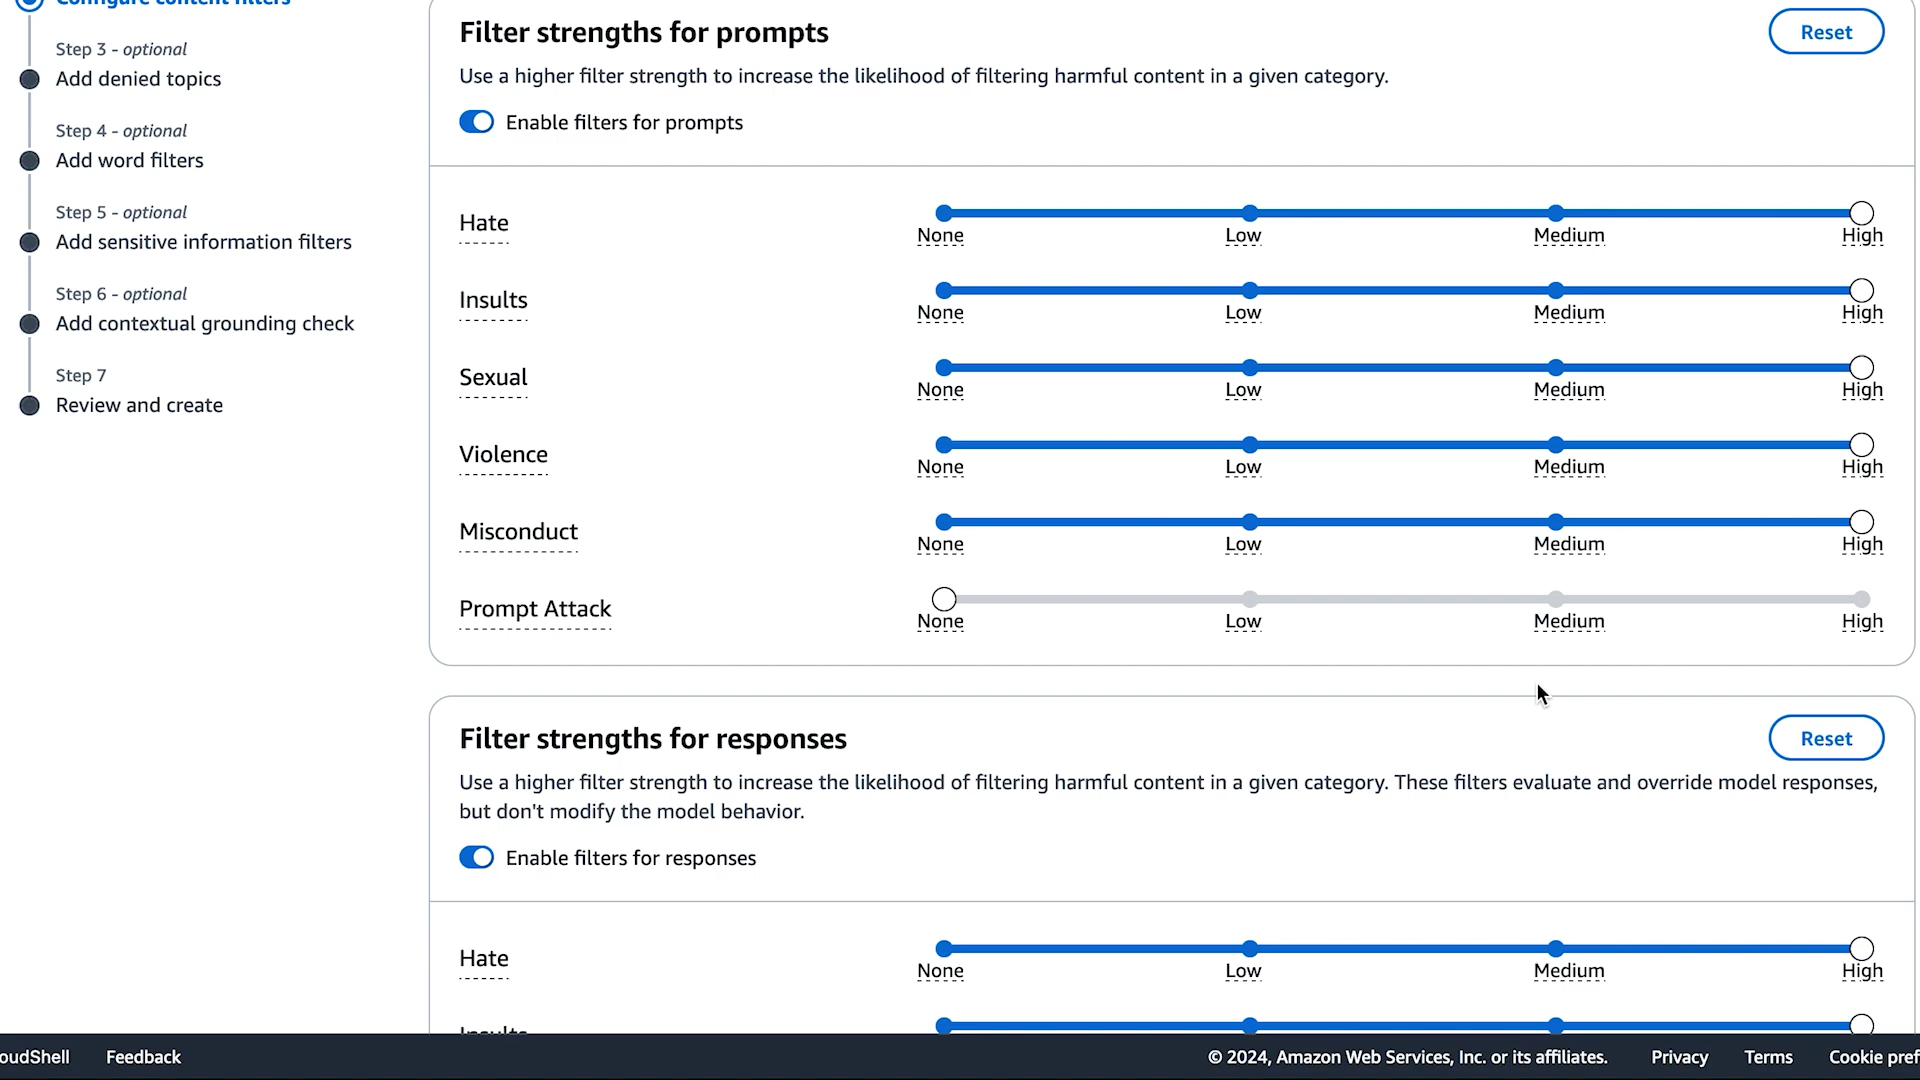 Configure content filters
Step 3 - optional
Add denied topics
Step 4 - optional
Add word filters
Step 5 - optional
Add sensitive information filters
Step 6 - optional
Add contextual grounding check
Step 7
Review and create
Filter strengths for prompts
Reset
Use a higher filter strength to increase the likelihood of filtering harmful content in a given category.
Enable filters for prompts
Hate
None Low Medium High
Insults
None Low Medium High
Sexual
None Low Medium High
Violence
None Low Medium High
Misconduct
None Low Medium High
Prompt Attack
None Low Medium High
Filter strengths for responses
Reset
Use a higher filter strength to increase the likelihood of filtering harmful content in a given category. These filters evaluate and override model responses,
but don't modify the model behavior.
Enable filters for responses
Hate
None Low Medium High
Insults
oudShell Feedback © 2024, Amazon Web Services, Inc. or its affiliates. Privacy Terms Cookie pref